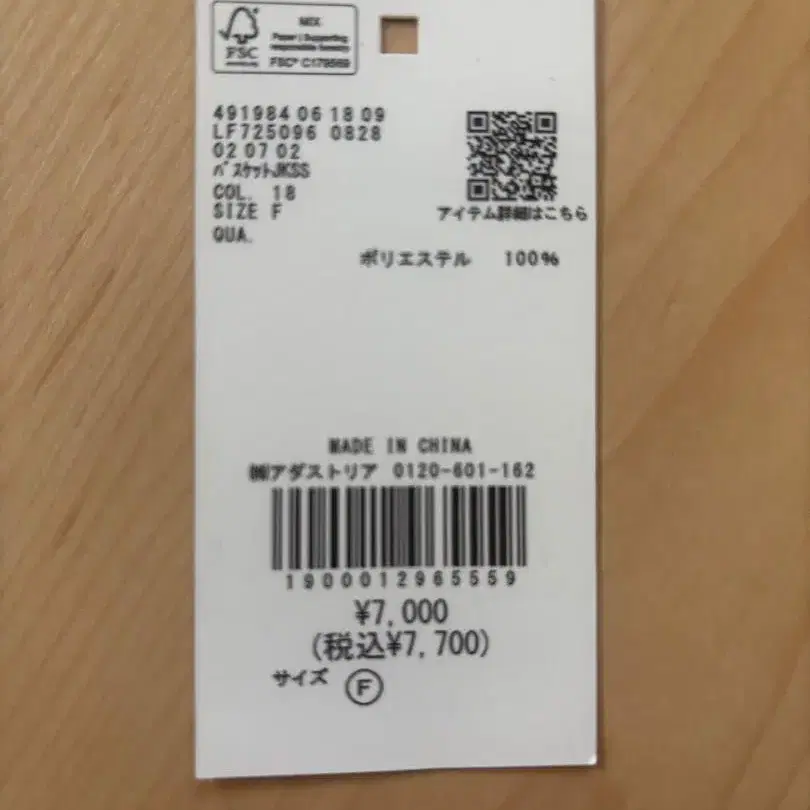 FSC
MIX
Paper | Supporting
responsible forestry
FSC® C179569
491984 06 18 09
LF725096 0828
02 07 02
バスケットJKSS
COL. 18
SIZE F
QUA.
アイテム詳細はこちら
ポリエステル 100%
MADE IN CHINA
㈱アダストリア 0120-601-162
1900012965559
¥7,000
(税込¥7,700)
サイズ Ⓕ